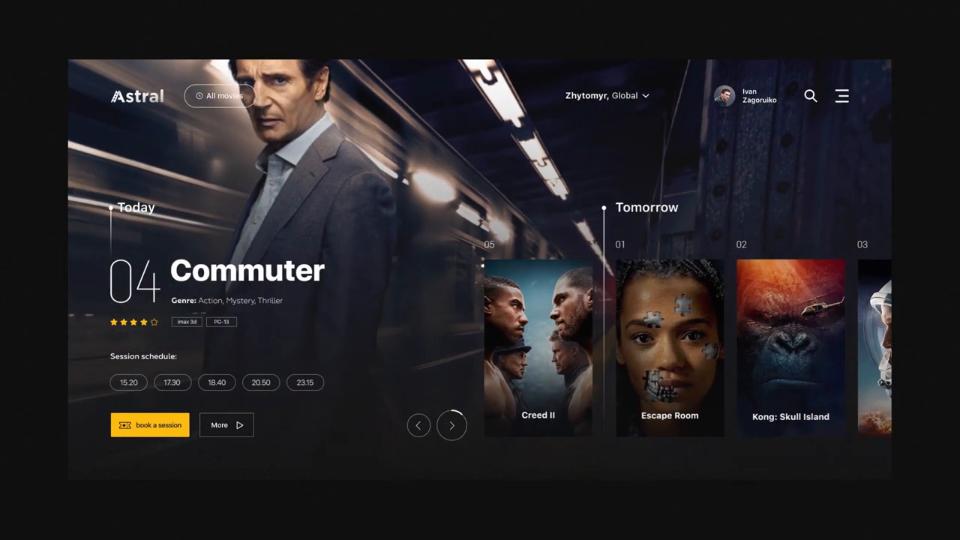 Astral
All movies
Zhytomyr, Global
Ivan
Zagoruiko
Today
Tomorrow
05
01
02
03
04
Commuter
Genre: Action, Mystery, Thriller
imax 3d
PG-13
Session schedule:
15.20
17.30
18.40
20.50
23.15
book a session
More
Creed II
Escape Room
Kong: Skull Island